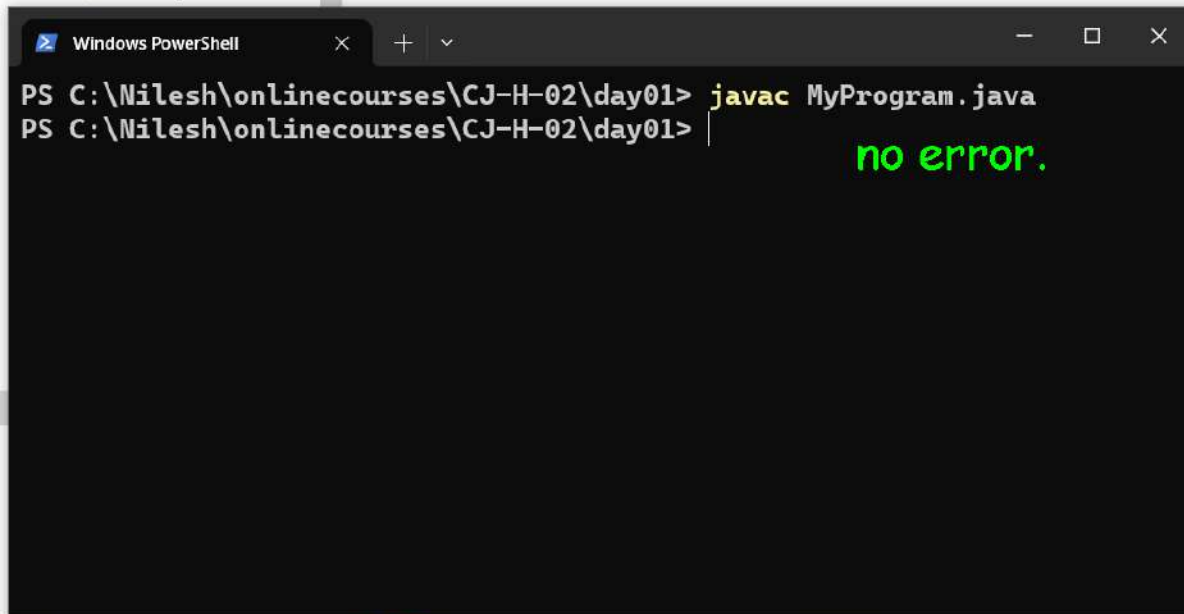 Windows PowerShell
PS C:\Nilesh\onlinecourses\CJ-H-02\day01> javac MyProgram.java
PS C:\Nilesh\onlinecourses\CJ-H-02\day01>
no error.